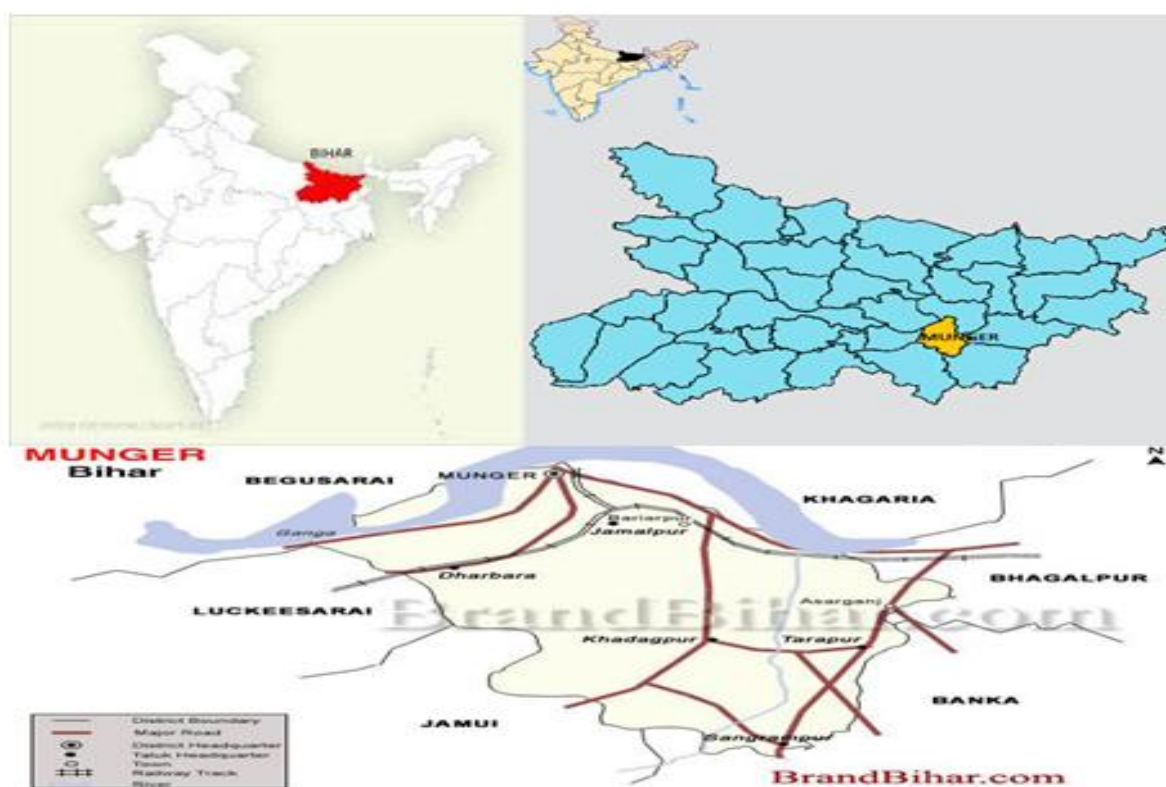 BIHAR
MUNGER
MUNGER
Bihar
N
BEGUSARAI
MUNGER
KHAGARIA
Ganga
Bariarpur
Jamalpur
Dharbara
BHAGALPUR
LUCKEESARAI
BrandBihar.com
Asarganj
Khadagpur
Tarapur
BANKA
JAMUI
Sangrampur
District Boundary
Major Road
District Headquarter
Taluk Headquarter
Town
Railway Track
River
BrandBihar.com